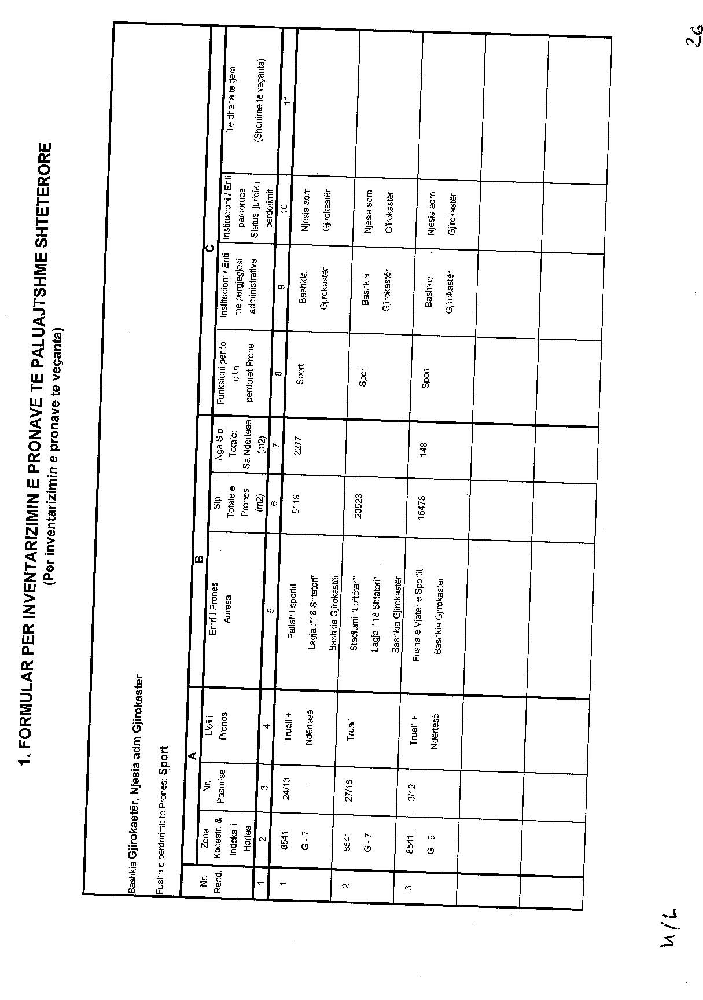 1. FORMULAR PER INVENTARIZIMIN E PRONAVE TE PALUAJTSHME SHTETERORE
(Per inventarizimin e pronave te veçanta)
Bashkia Gjirokastër, Njesia adm Gjirokaster
Fusha e perdorimit te Prones: Sport
A B C
Nr. Rend.
Zona Kadastr. & Indeksi i Hartes
Nr. Pasurise
Lloji i Prones
Emri i Prones Adresa
Sip. Totale e Prones (m2)
Nga Sip. Totale: Sa Ndertese (m2)
Funksioni per te cilin perdoret Prona
Institucioni / Enti me pergjegjesi administrative
Institucioni / Enti perdorues Statusi juridik i perdorimit
Te dhena te tjera (Shenime te veçanta)
1 2 3 4 5 6 7 8 9 10 11
1 8541 24/13 Truall + Pallati i sportit 5119 2277 Sport Bashkia Njesia adm
G - 7 Ndërtesë Lagja :"18 Shtatori" Gjirokastër Gjirokastër
Bashkia Gjirokastër
2 8541 27/16 Truall Stadiumi "Luftëtari" 23523 Sport Bashkia Njesia adm
G - 7 Lagja :"18 Shtatori" Gjirokastër Gjirokastër
Bashkia Gjirokastër
3 8541 3/12 Truall + Fusha e Vjetër e Sportit 16478 148 Sport Bashkia Njesia adm
G - 9 Ndërtesë Bashkia Gjirokastër Gjirokastër Gjirokastër
26